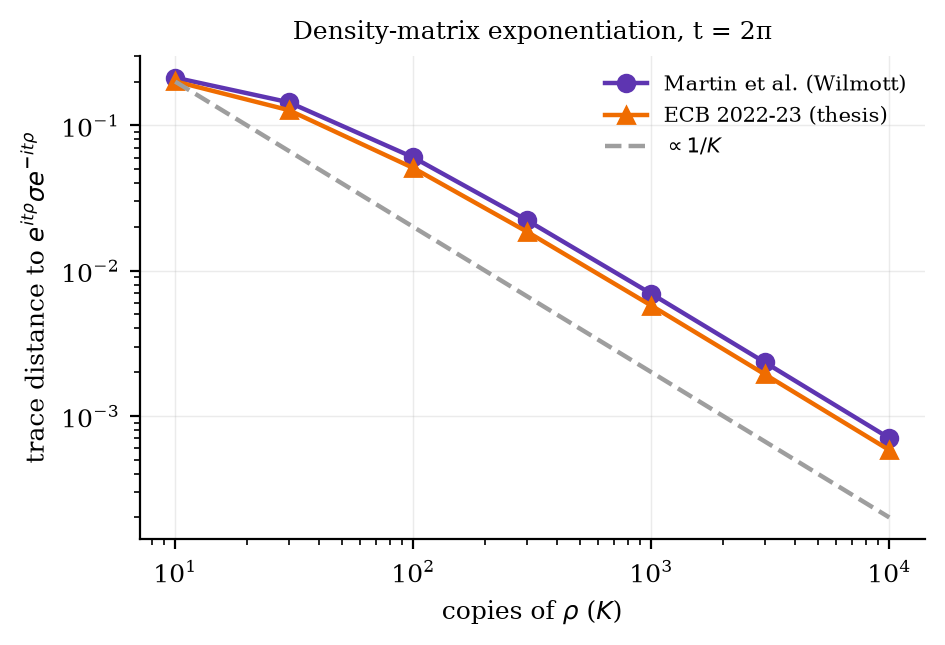 Density-matrix exponentiation, t = 2π
Martin et al. (Wilmott)
ECB 2022-23 (thesis)
∝ 1/K
trace distance to e^{itρ}σe^{−itρ}
10⁻¹
10⁻²
10⁻³
10¹ 10² 10³ 10⁴
copies of ρ (K)